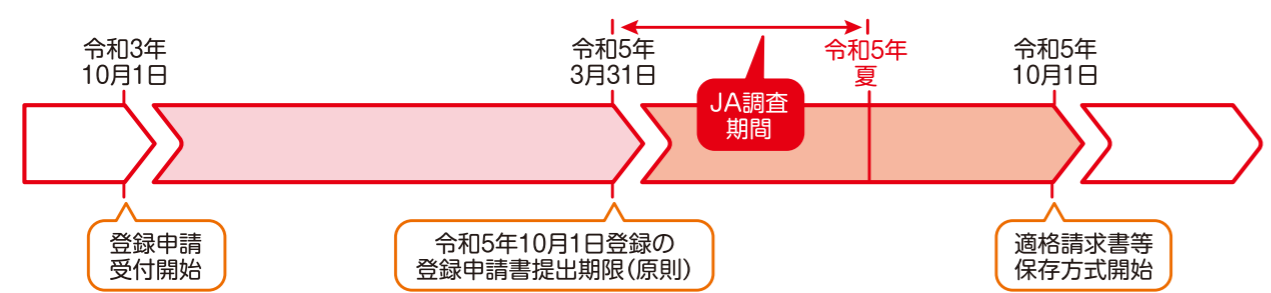 令和3年
10月1日
令和5年
3月31日
令和5年
夏
令和5年
10月1日
JA調査
期間
登録申請
受付開始
令和5年10月1日登録の
登録申請書提出期限(原則)
適格請求書等
保存方式開始